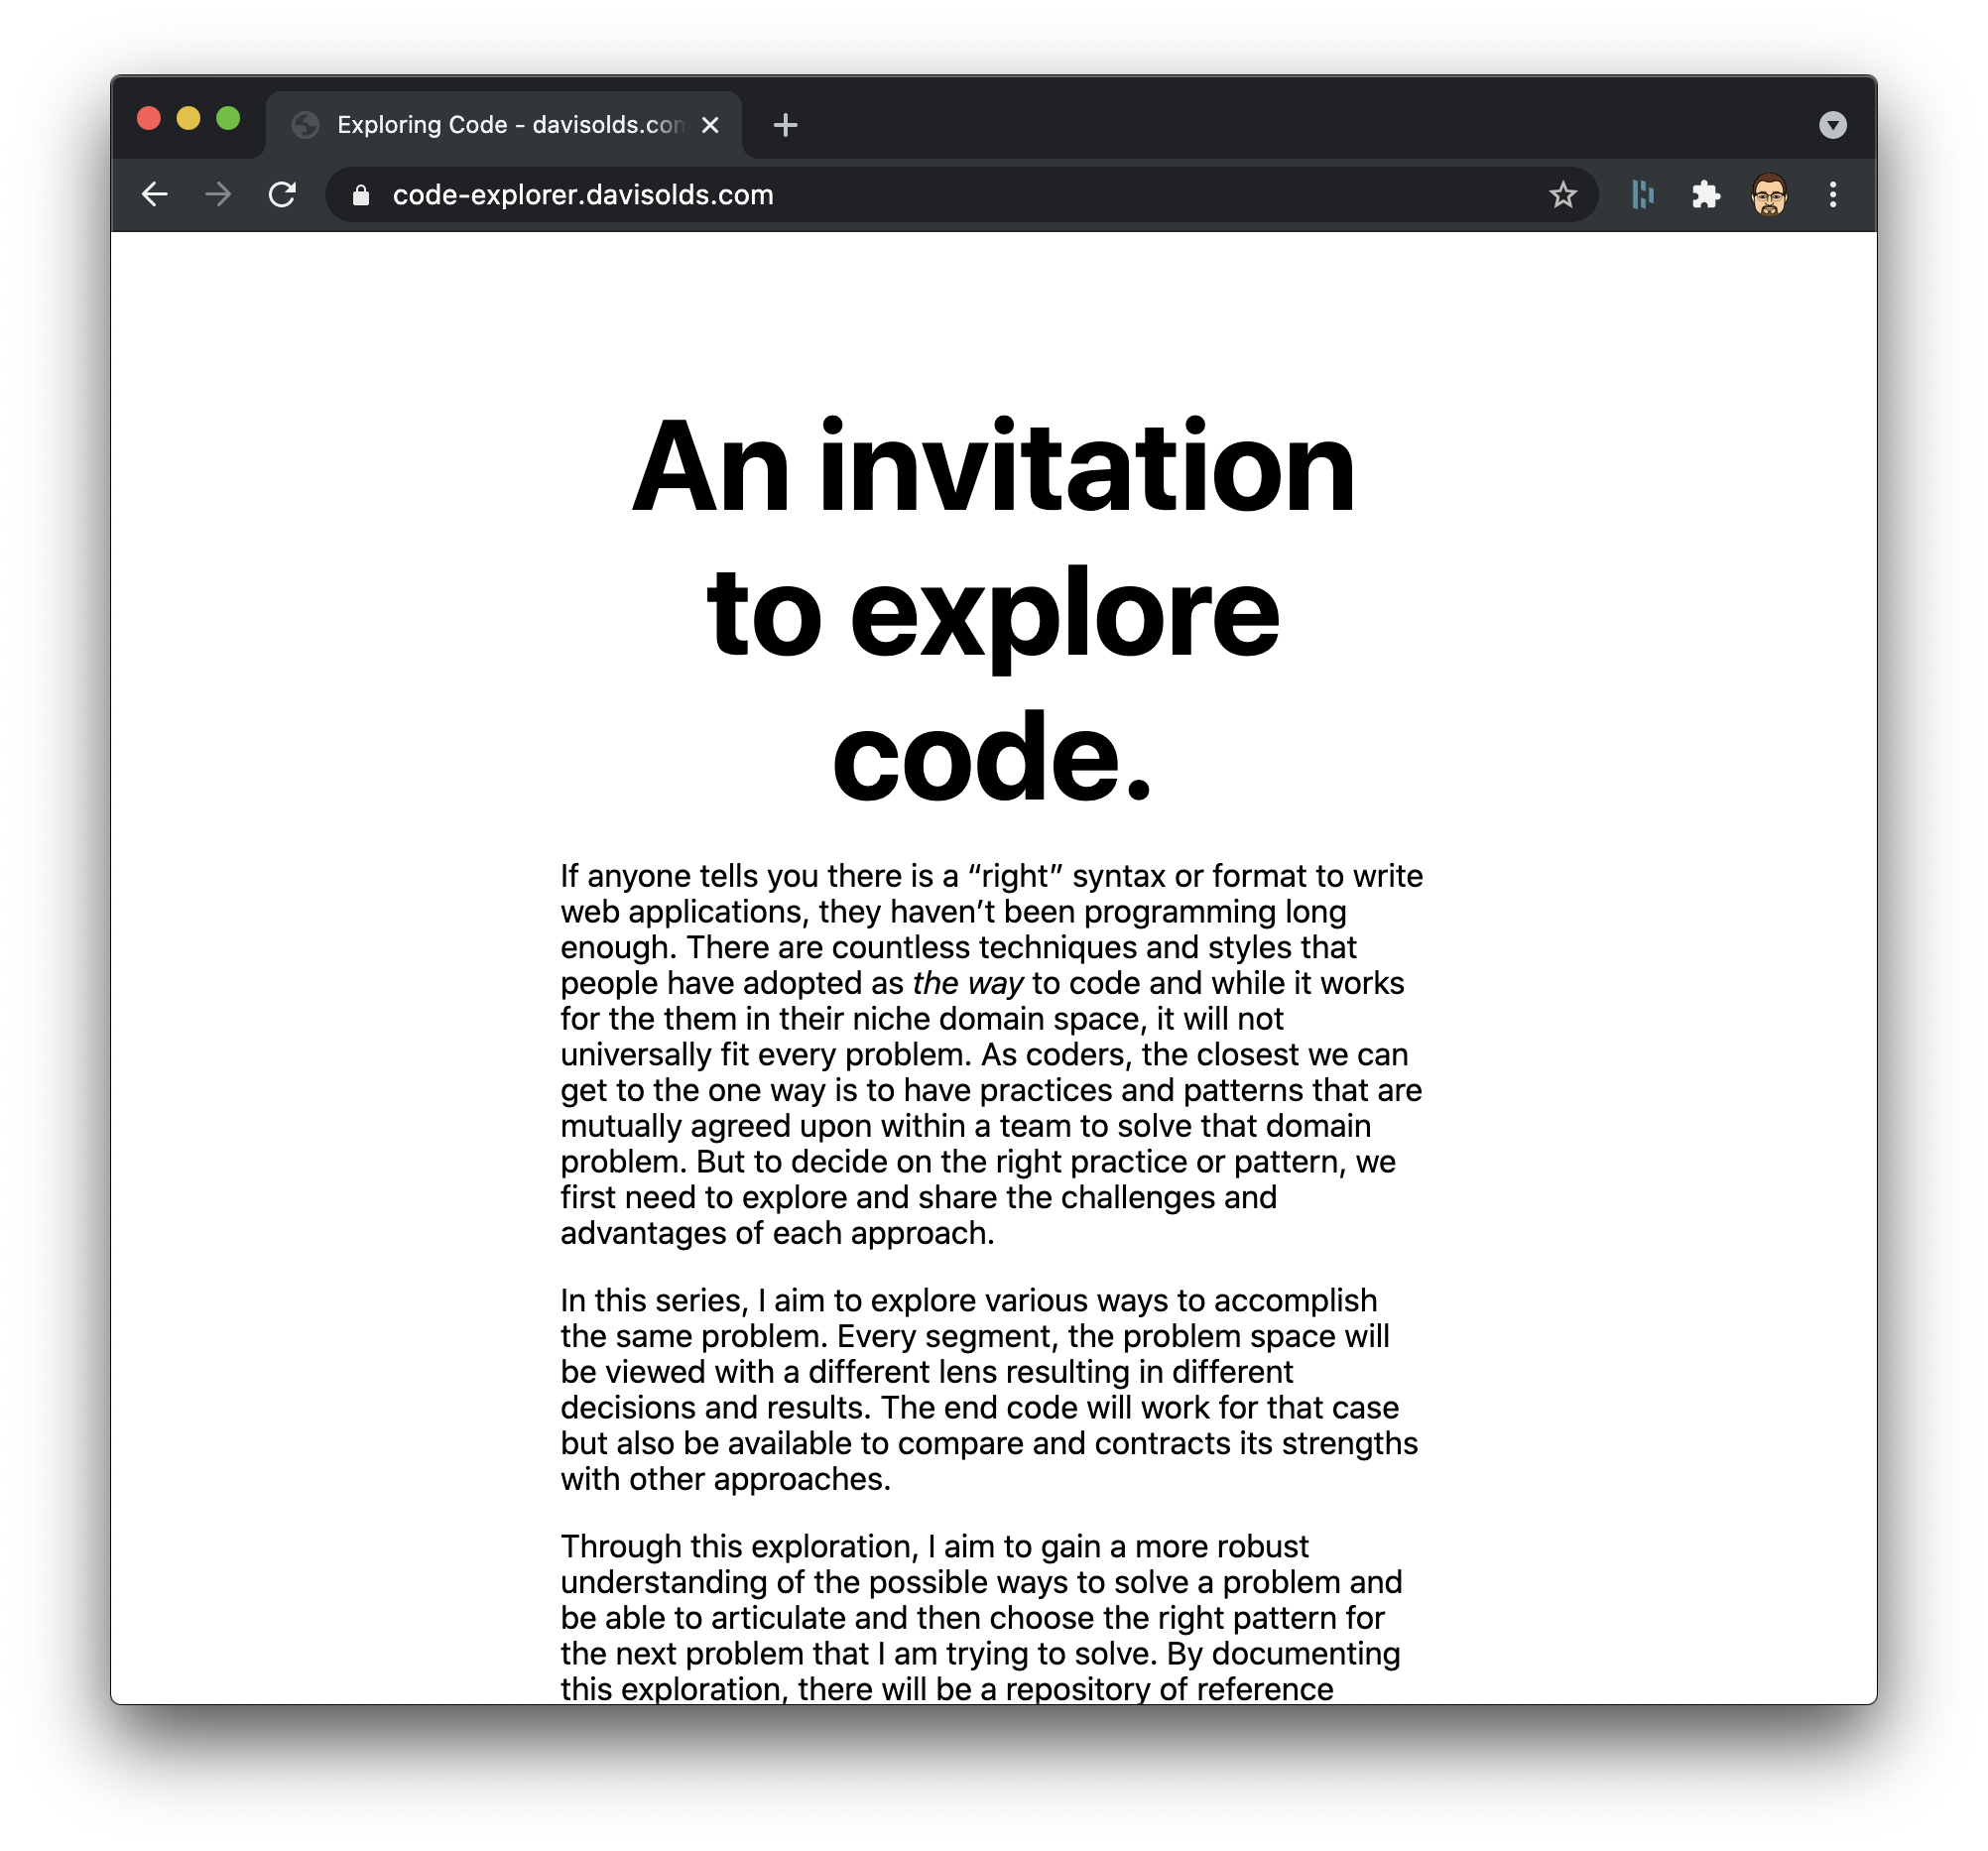 Exploring Code - davisolds.com
code-explorer.davisolds.com
An invitation
to explore
code.
If anyone tells you there is a “right” syntax or format to write
web applications, they haven’t been programming long
enough. There are countless techniques and styles that
people have adopted as the way to code and while it works
for the them in their niche domain space, it will not
universally fit every problem. As coders, the closest we can
get to the one way is to have practices and patterns that are
mutually agreed upon within a team to solve that domain
problem. But to decide on the right practice or pattern, we
first need to explore and share the challenges and
advantages of each approach.
In this series, I aim to explore various ways to accomplish
the same problem. Every segment, the problem space will
be viewed with a different lens resulting in different
decisions and results. The end code will work for that case
but also be available to compare and contracts its strengths
with other approaches.
Through this exploration, I aim to gain a more robust
understanding of the possible ways to solve a problem and
be able to articulate and then choose the right pattern for
the next problem that I am trying to solve. By documenting
this exploration, there will be a repository of reference